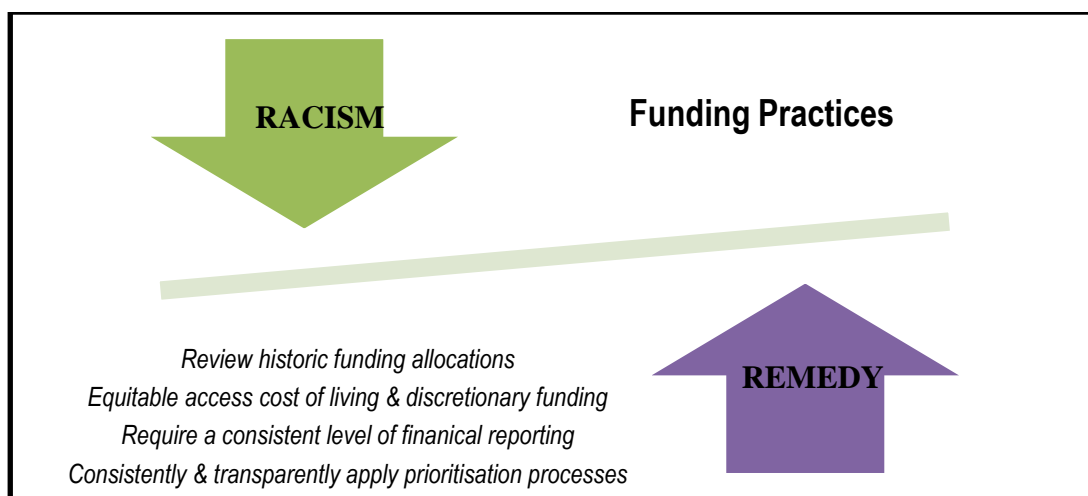 RACISM
Funding Practices
Review historic funding allocations
Equitable access cost of living & discretionary funding
Require a consistent level of finanical reporting
Consistently & transparently apply prioritisation processes
REMEDY